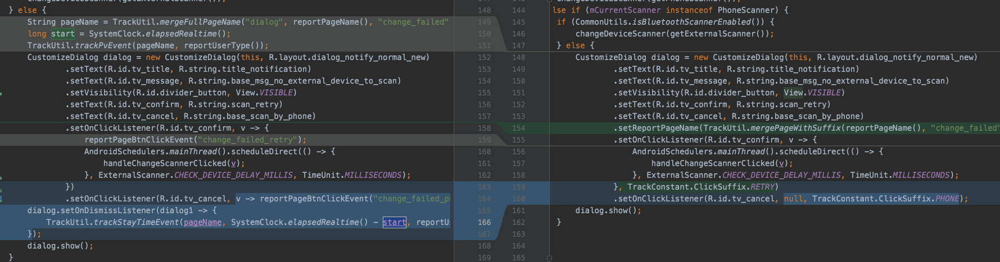 changeDeviceScanner(getExternalScanner());
} else {
String pageName = TrackUtil.mergeFullPageName("dialog", reportPageName(), "change_failed"
long start = SystemClock.elapsedRealtime();
TrackUtil.trackPvEvent(pageName, reportUserType());
CustomizeDialog dialog = new CustomizeDialog(this, R.layout.dialog_notify_normal_new)
.setText(R.id.tv_title, R.string.title_notification)
.setText(R.id.tv_message, R.string.base_msg_no_external_device_to_scan)
.setVisibility(R.id.divider_button, View.VISIBLE)
.setText(R.id.tv_confirm, R.string.scan_retry)
.setText(R.id.tv_cancel, R.string.base_scan_by_phone)
.setOnClickListener(R.id.tv_confirm, v -> {
reportPageBtnClickEvent("change_failed_retry");
AndroidSchedulers.mainThread().scheduleDirect(() -> {
handleChangeScannerClicked(v);
}, ExternalScanner.CHECK_DEVICE_DELAY_MILLIS, TimeUnit.MILLISECONDS);
})
.setOnClickListener(R.id.tv_cancel, v -> reportPageBtnClickEvent("change_failed_p
dialog.setOnDismissListener(dialog1 -> {
TrackUtil.trackStayTimeEvent(pageName, SystemClock.elapsedRealtime() - start, reportU
});
dialog.show();
}
148 144
149 145
150 146
151 147
152 148
153 149
154 150
155 151
156 152
157 153
158 154
159 155
160 156
161 157
162 158
163 159
164 160
165 161
166 162
167 163
168 164
169 165
changeDeviceScanner(getPhoneScanner());
lse if (mCurrentScanner instanceof PhoneScanner) {
if (CommonUtils.isBluetoothScannerEnabled()) {
changeDeviceScanner(getExternalScanner());
} else {
CustomizeDialog dialog = new CustomizeDialog(this, R.layout.dialog_notify_normal_new)
.setText(R.id.tv_title, R.string.title_notification)
.setText(R.id.tv_message, R.string.base_msg_no_external_device_to_scan)
.setVisibility(R.id.divider_button, View.VISIBLE)
.setText(R.id.tv_confirm, R.string.scan_retry)
.setText(R.id.tv_cancel, R.string.base_scan_by_phone)
.setReportPageName(TrackUtil.mergePageWithSuffix(reportPageName(), "change_failed"
.setOnClickListener(R.id.tv_confirm, v -> {
AndroidSchedulers.mainThread().scheduleDirect(() -> {
handleChangeScannerClicked(v);
}, ExternalScanner.CHECK_DEVICE_DELAY_MILLIS, TimeUnit.MILLISECONDS);
}, TrackConstant.ClickSuffix.RETRY)
.setOnClickListener(R.id.tv_cancel, null, TrackConstant.ClickSuffix.PHONE);
dialog.show();
}